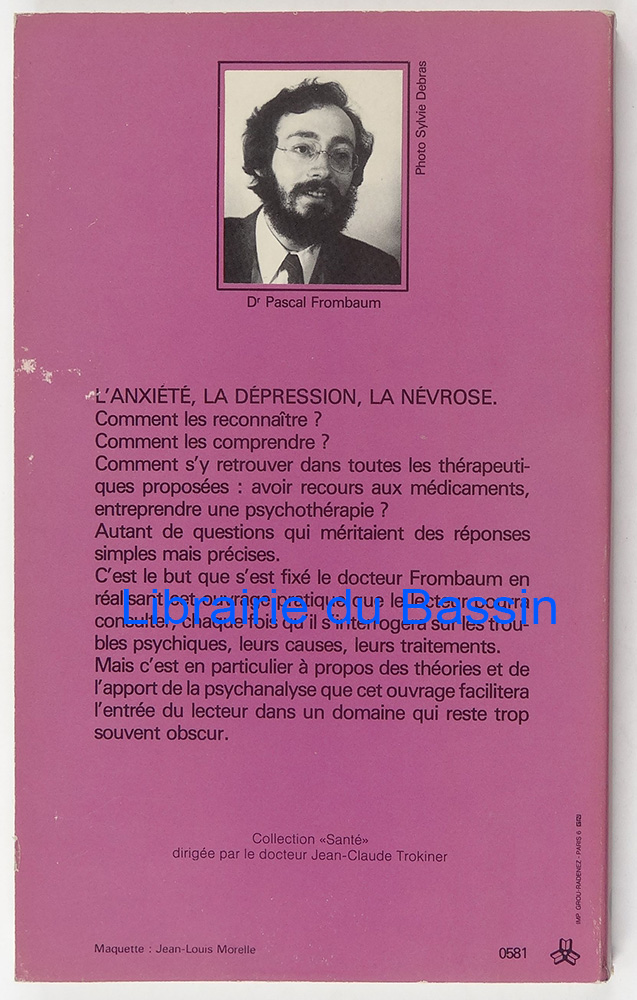 Photo Sylvie Debras
Dr Pascal Frombaum
L'ANXIÉTÉ, LA DÉPRESSION, LA NÉVROSE.
Comment les reconnaître ?
Comment les comprendre ?
Comment s'y retrouver dans toutes les thérapeuti-
ques proposées : avoir recours aux médicaments,
entreprendre une psychothérapie ?
Autant de questions qui méritaient des réponses
simples mais précises.
C'est le but que s'est fixé le docteur Frombaum en
réalisant cet ouvrage pratique que le lecteur pourra
Librairie du Bassin
consulter chaque fois qu'il s'interrogera sur les trou-
bles psychiques, leurs causes, leurs traitements.
Mais c'est en particulier à propos des théories et de
l'apport de la psychanalyse que cet ouvrage facilitera
l'entrée du lecteur dans un domaine qui reste trop
souvent obscur.
Collection «Santé»
dirigée par le docteur Jean-Claude Trokiner
IMP. GROU-RADENEZ - PARIS 6
Maquette : Jean-Louis Morelle
0581